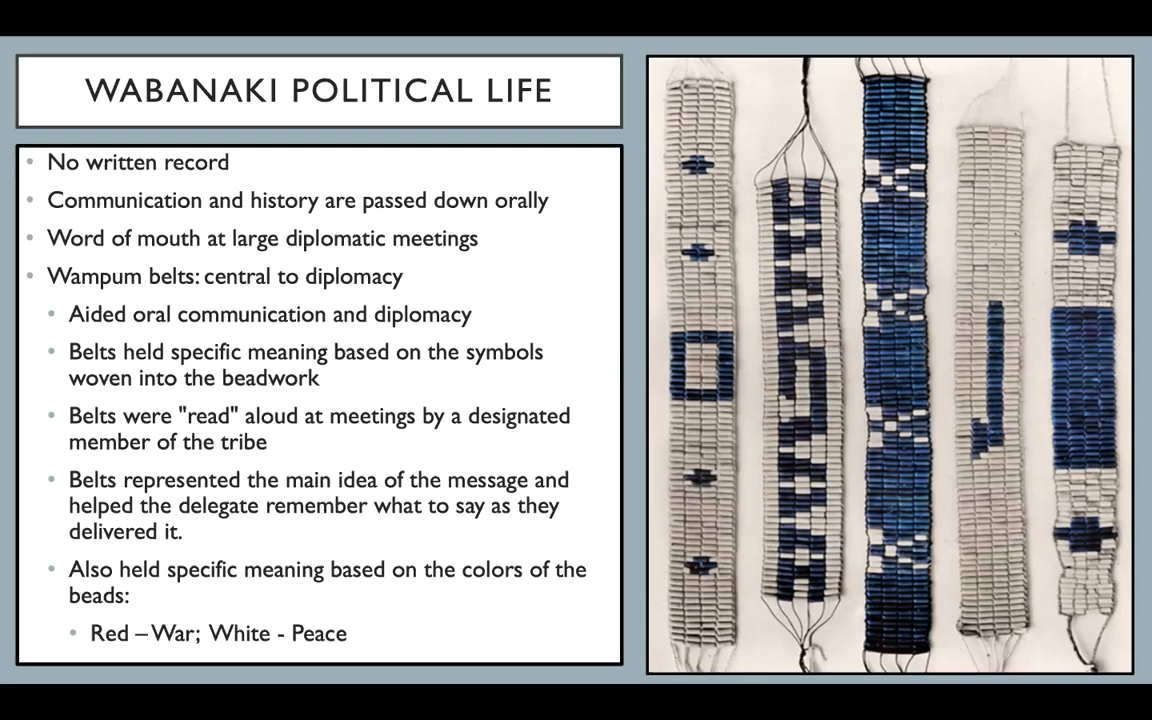 WABANAKI POLITICAL LIFE
No written record
Communication and history are passed down orally
Word of mouth at large diplomatic meetings
Wampum belts: central to diplomacy
Aided oral communication and diplomacy
Belts held specific meaning based on the symbols
woven into the beadwork
Belts were "read" aloud at meetings by a designated
member of the tribe
Belts represented the main idea of the message and
helped the delegate remember what to say as they
delivered it.
Also held specific meaning based on the colors of the
beads:
Red – War; White - Peace